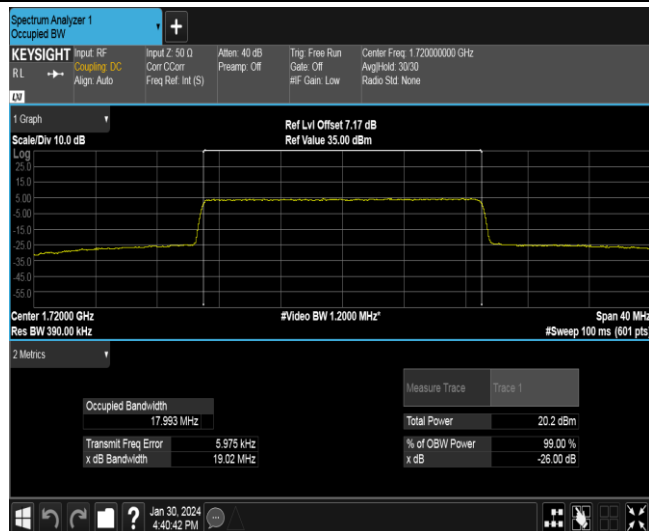 Spectrum Analyzer 1
Occupied BW
+
KEYSIGHT
RL
Input: RF
Coupling: DC
Align: Auto
Input Z: 50 Ω
Corr CCorr
Freq Ref: Int (S)
Atten: 40 dB
Preamp: Off
Trig: Free Run
Gate: Off
#IF Gain: Low
Center Freq: 1.720000000 GHz
Avg|Hold: 30/30
Radio Std: None
1 Graph
Scale/Div 10.0 dB
Ref Lvl Offset 7.17 dB
Ref Value 35.00 dBm
Log
25.0
15.0
5.00
-5.00
-15.0
-25.0
-35.0
-45.0
-55.0
Center 1.72000 GHz
#Video BW 1.2000 MHz*
Span 40 MHz
Res BW 390.00 kHz
#Sweep 100 ms (601 pts)
2 Metrics
Measure Trace
Trace 1
Occupied Bandwidth
17.993 MHz
Total Power
20.2 dBm
Transmit Freq Error
5.975 kHz
% of OBW Power
99.00 %
x dB Bandwidth
19.02 MHz
x dB
-26.00 dB
?
Jan 30, 2024
4:40:42 PM